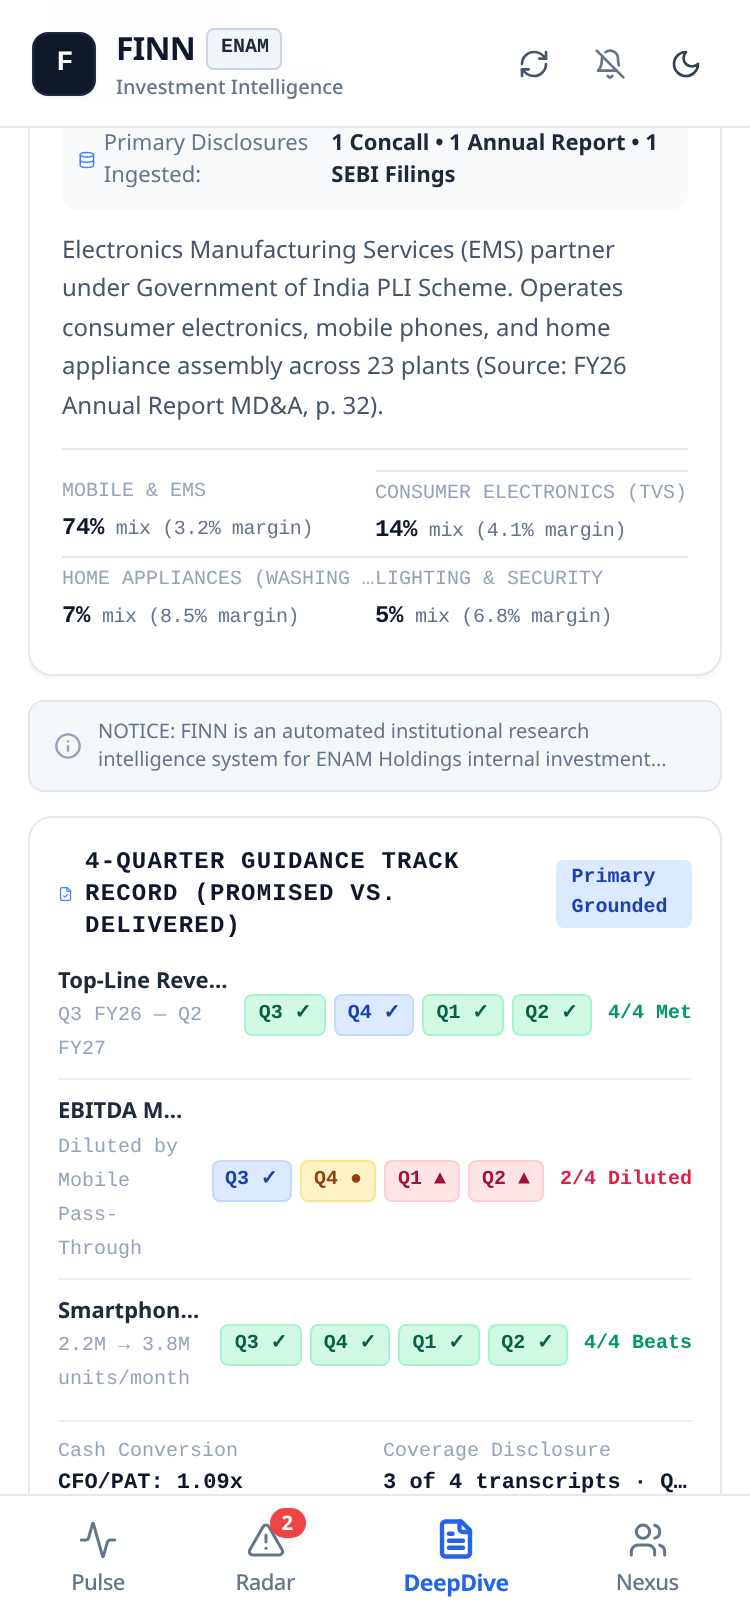 F
FINN ENAM
Investment Intelligence
Primary Disclosures Ingested:
1 Concall • 1 Annual Report • 1 SEBI Filings
Electronics Manufacturing Services (EMS) partner
under Government of India PLI Scheme. Operates
consumer electronics, mobile phones, and home
appliance assembly across 23 plants (Source: FY26
Annual Report MD&A, p. 32).
MOBILE & EMS
74% mix (3.2% margin)
CONSUMER ELECTRONICS (TVS)
14% mix (4.1% margin)
HOME APPLIANCES (WASHING …
7% mix (8.5% margin)
LIGHTING & SECURITY
5% mix (6.8% margin)
NOTICE: FINN is an automated institutional research
intelligence system for ENAM Holdings internal investment...
4-QUARTER GUIDANCE TRACK
RECORD (PROMISED VS.
DELIVERED)
Primary
Grounded
Top-Line Reve...
Q3 FY26 — Q2
FY27
Q3 ✓ Q4 ✓ Q1 ✓ Q2 ✓ 4/4 Met
EBITDA M...
Diluted by
Mobile
Pass-
Through
Q3 ✓ Q4 ● Q1 ▲ Q2 ▲ 2/4 Diluted
Smartphon...
2.2M → 3.8M
units/month
Q3 ✓ Q4 ✓ Q1 ✓ Q2 ✓ 4/4 Beats
Cash Conversion
CFO/PAT: 1.09x
Coverage Disclosure
3 of 4 transcripts · Q…
2
Pulse Radar DeepDive Nexus